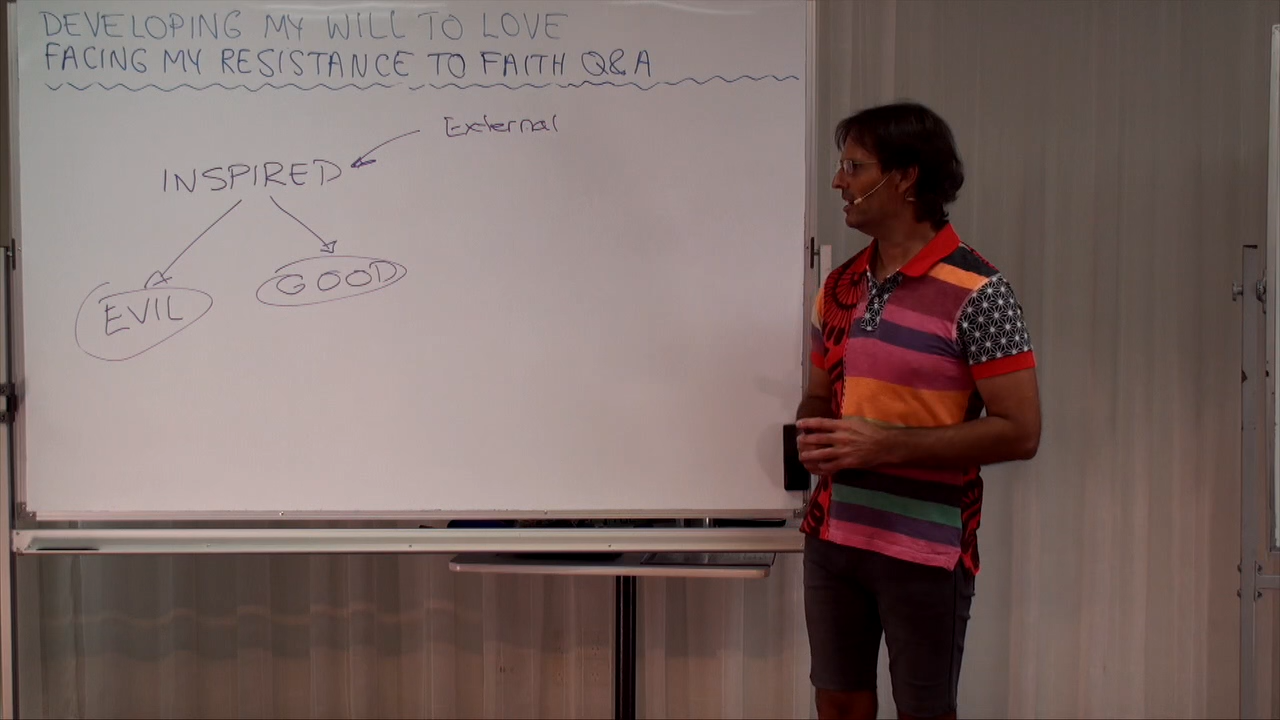 DEVELOPING MY WILL TO LOVE
FACING MY RESISTANCE TO FAITH Q&A
External
INSPIRED
EVIL
GOOD